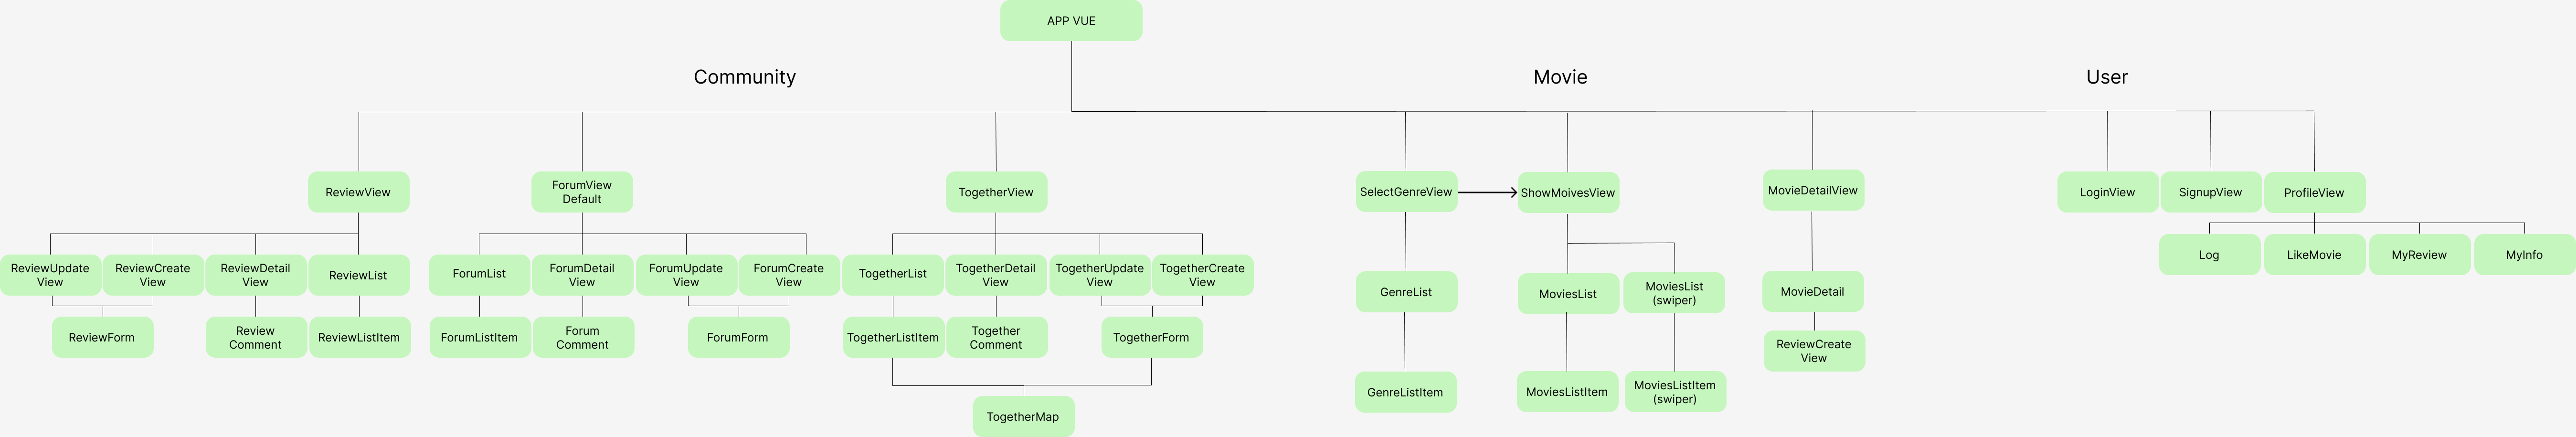 APP VUE
Community
Movie
User
ReviewView
ForumView
Default
TogetherView
SelectGenreView
ShowMoivesView
MovieDetailView
LoginView
SignupView
ProfileView
ReviewUpdate
View
ReviewCreate
View
ReviewDetail
View
ReviewList
ForumList
ForumDetail
View
ForumUpdate
View
ForumCreate
View
TogetherList
TogetherDetail
View
TogetherUpdate
View
TogetherCreate
View
GenreList
MoviesList
MoviesList
(swiper)
MovieDetail
Log
LikeMovie
MyReview
MyInfo
ReviewForm
Review
Comment
ReviewListItem
ForumListItem
Forum
Comment
ForumForm
TogetherListItem
Together
Comment
TogetherForm
ReviewCreate
View
GenreListItem
MoviesListItem
MoviesListItem
(swiper)
TogetherMap